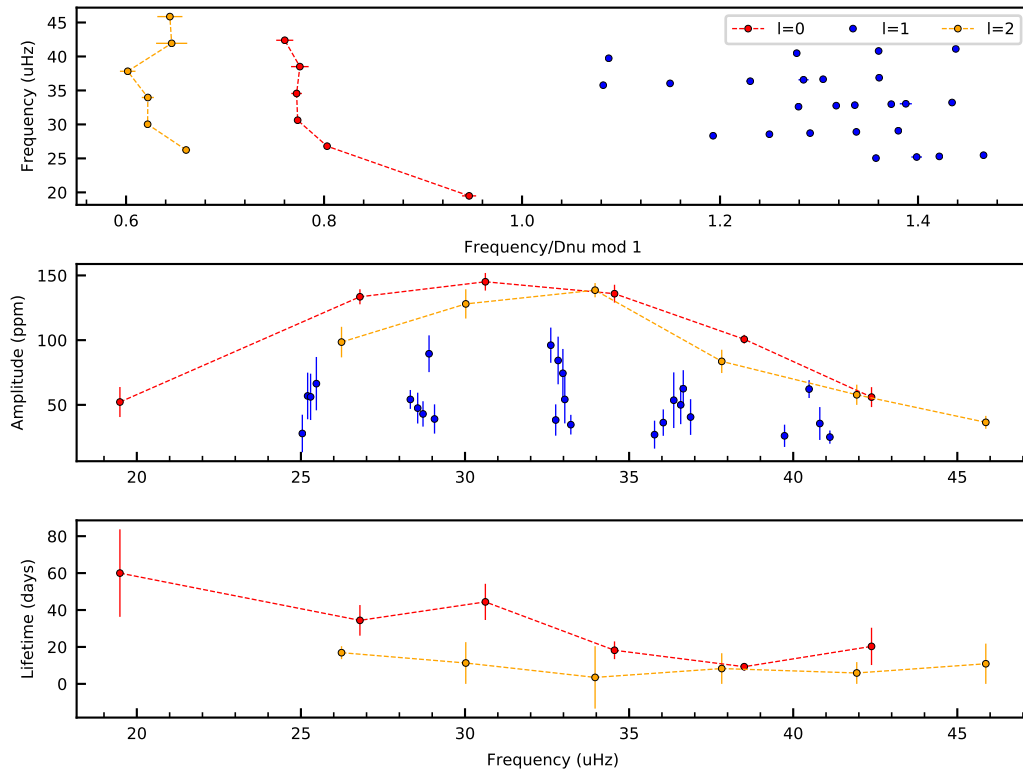 l=0 l=1 l=2
Frequency (uHz)
45
40
35
30
25
20
0.6 0.8 1.0 1.2 1.4
Frequency/Dnu mod 1
Amplitude (ppm)
150
100
50
20 25 30 35 40 45
Lifetime (days)
80
60
40
20
0
20 25 30 35 40 45
Frequency (uHz)